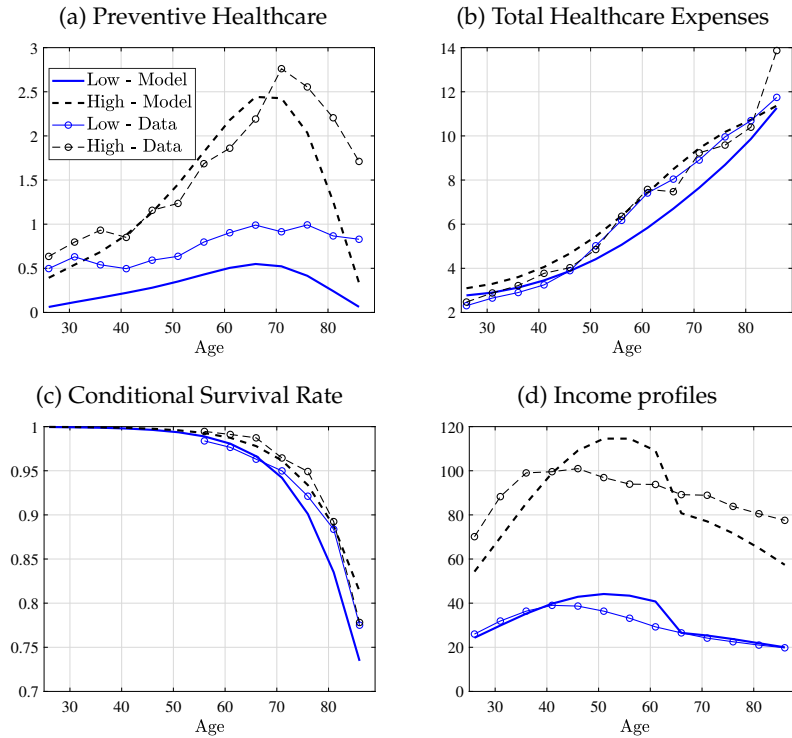 (a) Preventive Healthcare
3
2.5
2
1.5
1
0.5
0
Low - Model
High - Model
Low - Data
High - Data
30 40 50 60 70 80
Age
(b) Total Healthcare Expenses
14
12
10
8
6
4
2
30 40 50 60 70 80
Age
(c) Conditional Survival Rate
1
0.95
0.9
0.85
0.8
0.75
0.7
30 40 50 60 70 80
Age
(d) Income profiles
120
100
80
60
40
20
0
30 40 50 60 70 80
Age